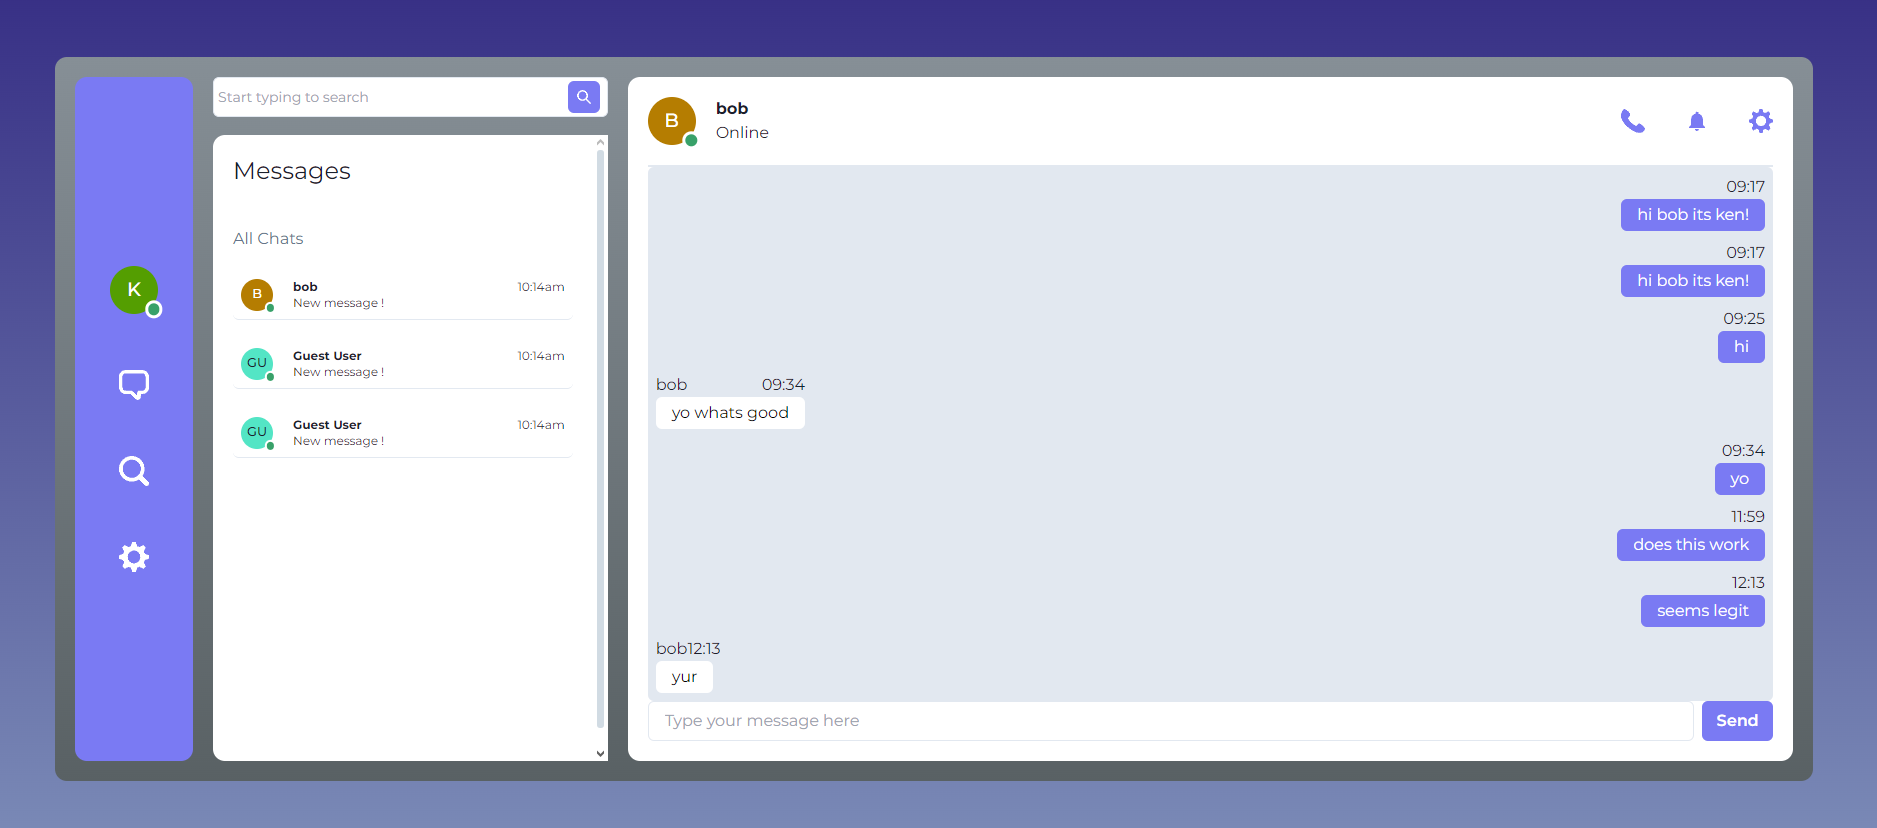 K
Start typing to search
Messages
All Chats
B
bob
10:14am
New message !
GU
Guest User
10:14am
New message !
GU
Guest User
10:14am
New message !
B
bob
Online
09:17
hi bob its ken!
09:17
hi bob its ken!
09:25
hi
bob 09:34
yo whats good
09:34
yo
11:59
does this work
12:13
seems legit
bob12:13
yur
Type your message here
Send